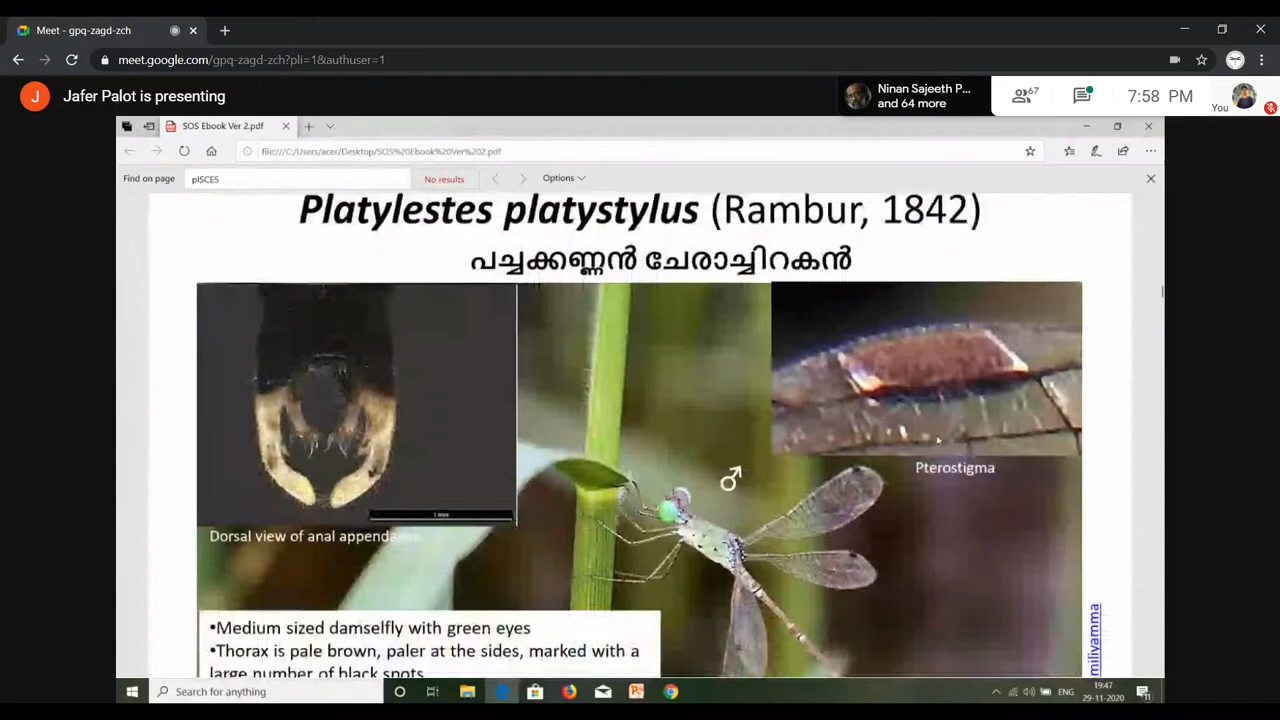 Meet - gpq-zagd-zch
meet.google.com/gpq-zagd-zch?pli=1&authuser=1
J
Jafer Palot is presenting
Ninan Sajeeth P...
and 64 more
67
7:58 PM
You
SOS Ebook Ver 2.pdf
file:///C:/Users/acer/Desktop/SOS%20Ebook%20Ver%202.pdf
Find on page
pISCES
No results
Options
Platylestes platystylus (Rambur, 1842)
പച്ചക്കണ്ണൻ ചേരാച്ചിറകൻ
1 mm
Pterostigma
Dorsal view of anal appenda
•Medium sized damselfly with green eyes
•Thorax is pale brown, paler at the sides, marked with a
large number of black spots
miliyamma
Search for anything
ENG
19:47
29-11-2020